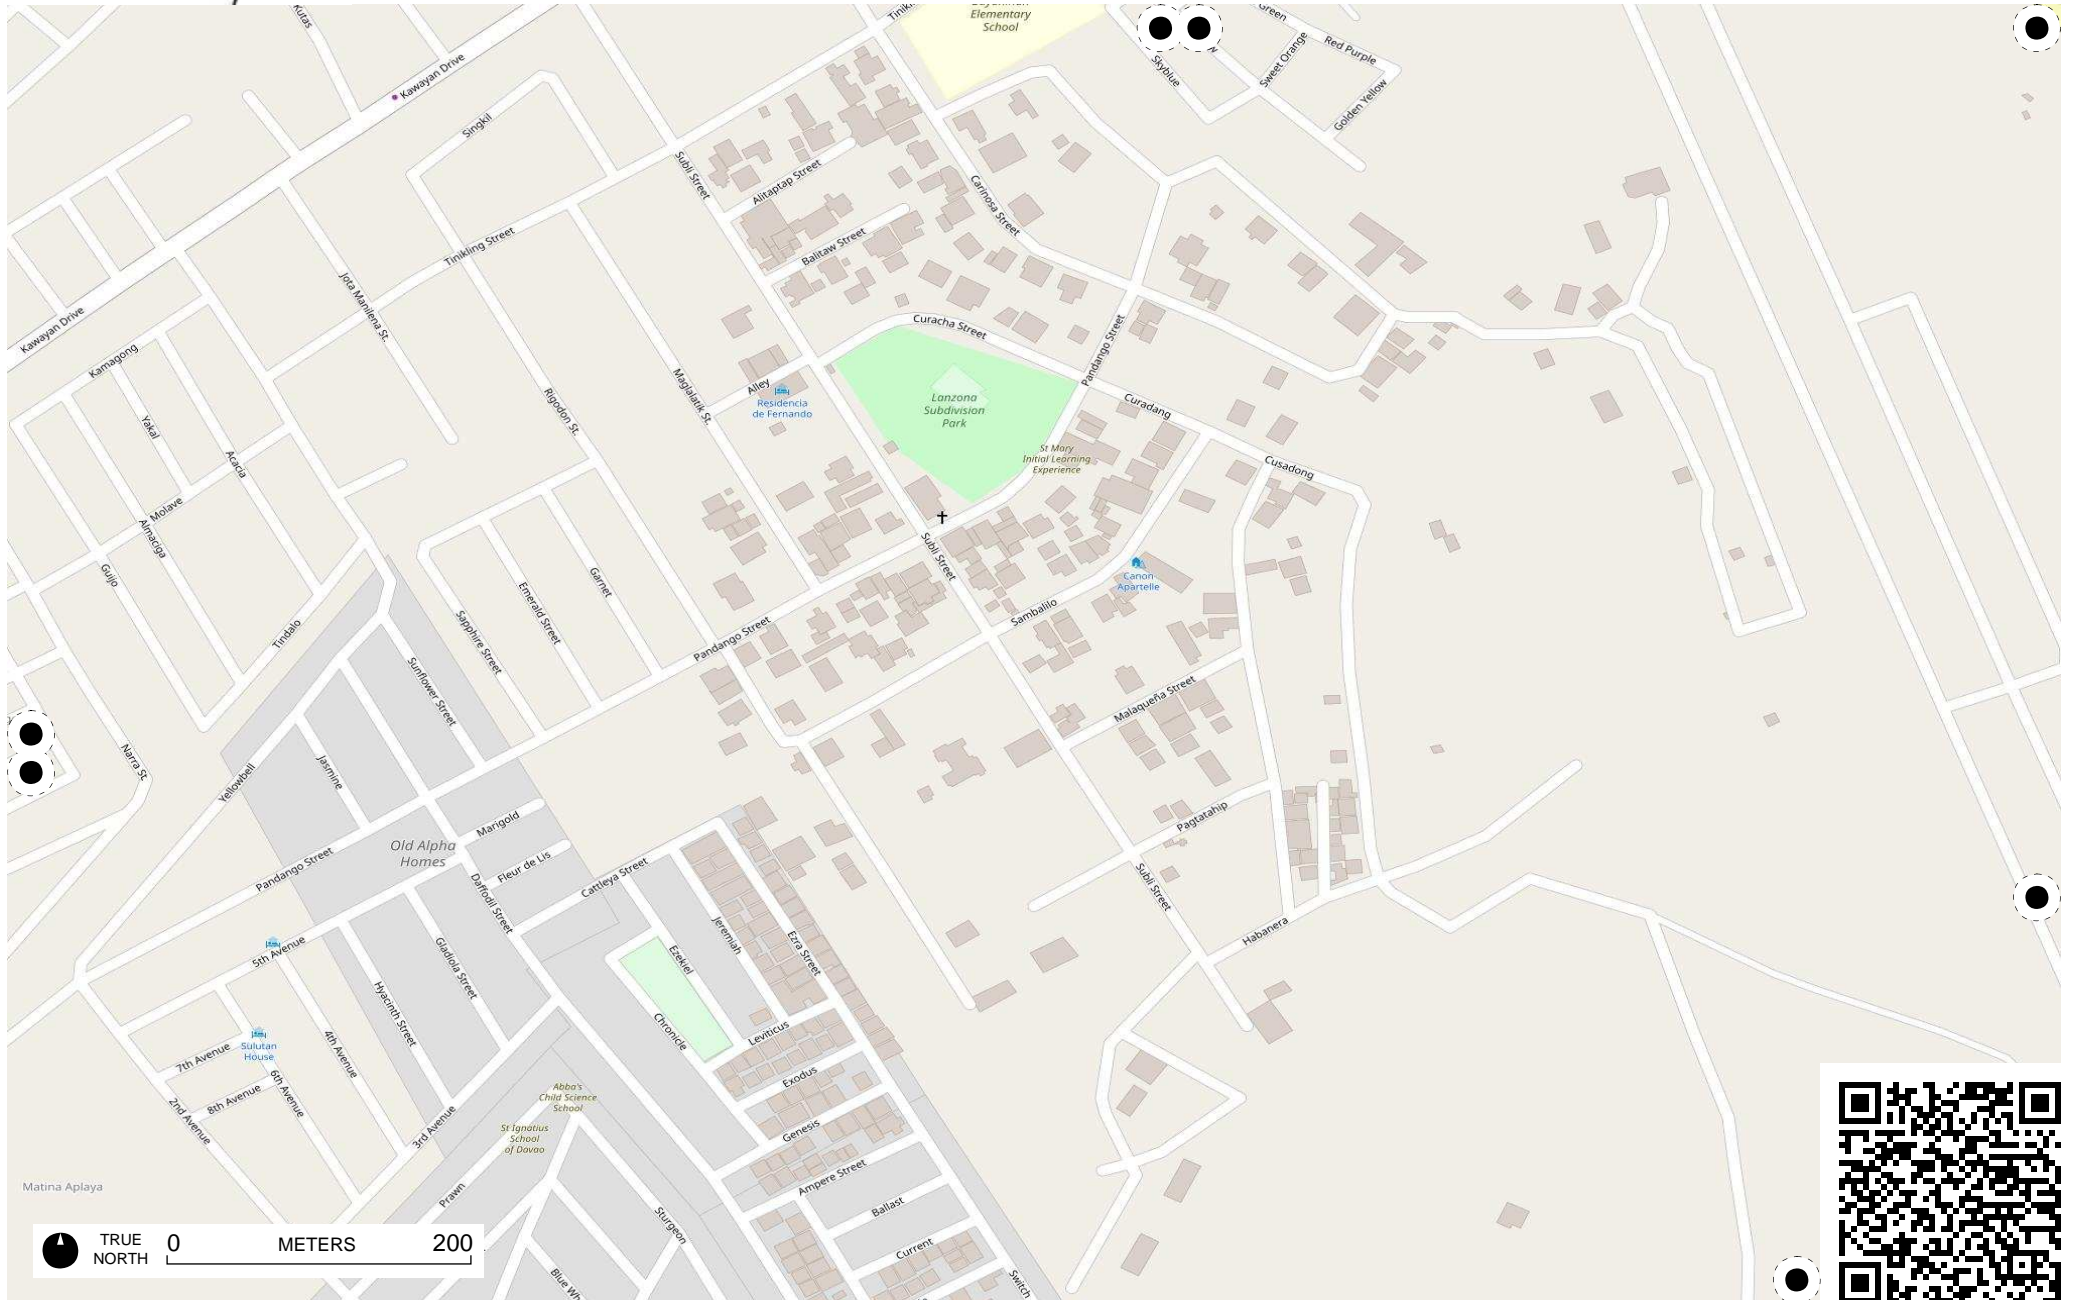 Kutas
Tinikli
Elementary
School
Green
Red Purple
Sweet Orange
Skyblue
Golden Yellow
Kawayan Drive
Singkil
Subli Street
Alitaptap Street
Carinosa Street
Tinikling Street
Balitaw Street
Jota Manilena St.
Kawayan Drive
Curacha Street
Pandango Street
Kamagong
Alley
Residencia
de Fernando
Lanzona
Subdivision
Park
Maglalatik St.
Rigodon St.
Curadang
Yakal
Acacia
St Mary
Initial Learning
Experience
Cusadong
Molave
Almaciga
Guijo
Subli Street
Garnet
Emerald Street
Canon
Apartelle
Sambalilo
Sapphire Street
Tindalo
Pandango Street
Sunflower Street
Malaqueña Street
Narra St.
Jasmine
Yellowbell
Marigold
Pagtatahip
Old Alpha
Homes
Pandango Street
Fleur de Lis
Cattleya Street
Daffodil Street
Subli Street
Jeremiah
Ezra Street
Habanera
5th Avenue
Gladiola Street
Ezekiel
Hyacinth Street
Chronicle
Leviticus
4th Avenue
7th Avenue
Sulutan
House
Exodus
6th Avenue
8th Avenue
2nd Avenue
3rd Avenue
Abba's
Child Science
School
St Ignatius
School
of Davao
Genesis
Ampere Street
Matina Aplaya
Prawn
Sturgeon
Ballast
Current
Switch
Blue Wh
TRUE
NORTH
0 METERS 200